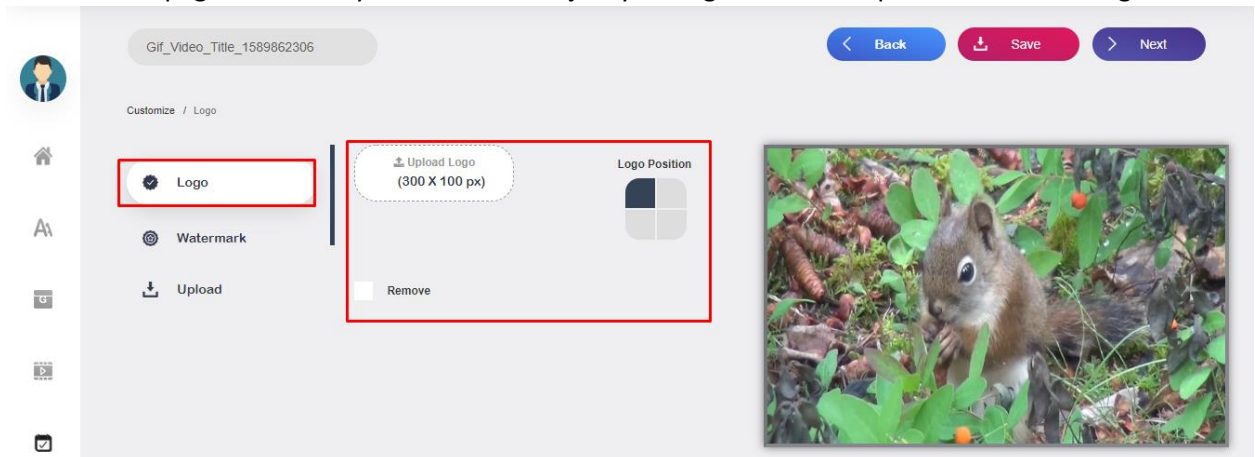 Gif_Video_Title_1589862306
Back
Save
Next
Customize / Logo
Logo
Upload Logo
(300 X 100 px)
Logo Position
Watermark
Upload
Remove